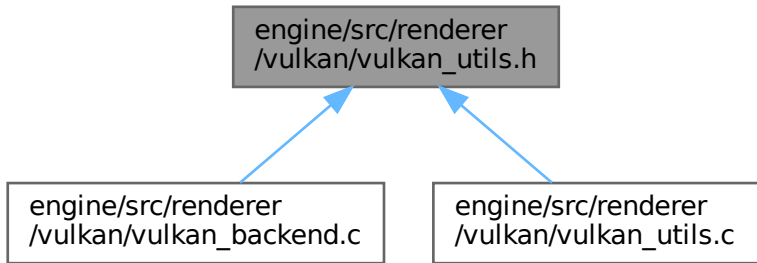 engine/src/renderer
/vulkan/vulkan_utils.h
engine/src/renderer
/vulkan/vulkan_backend.c
engine/src/renderer
/vulkan/vulkan_utils.c